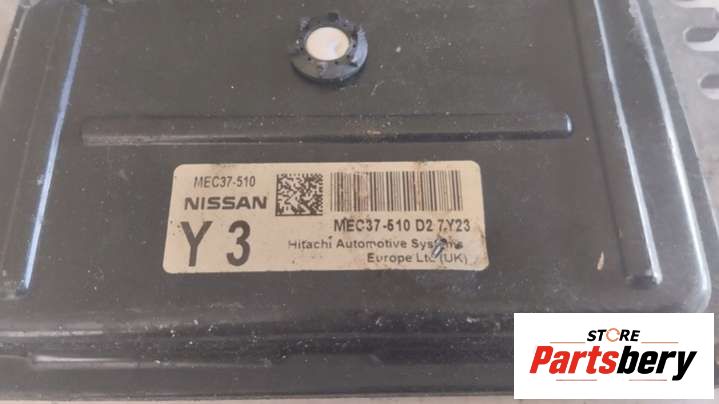 MEC37-510
NISSAN
Y 3
MEC37-510 D2 7Y23
Hitachi Automotive Systems
Europe Ltd (UK)
STORE
Partsbery